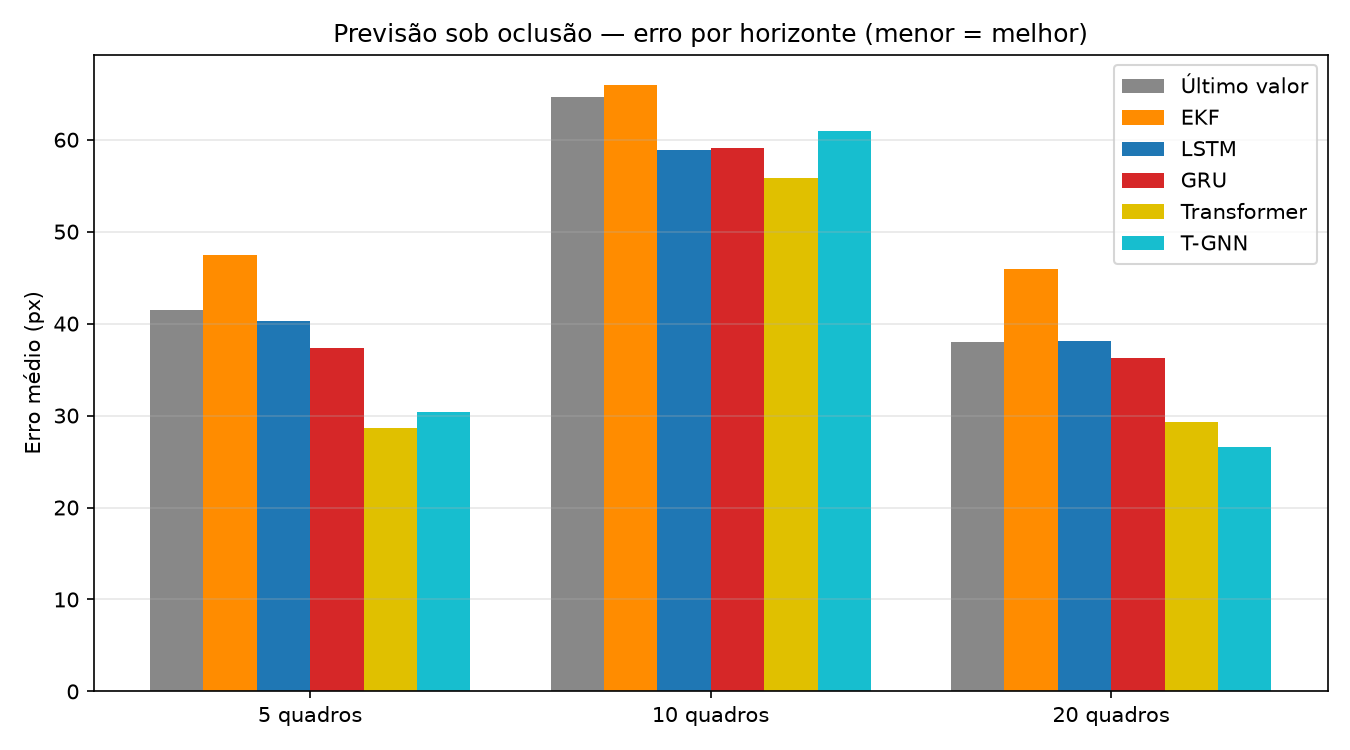 Previsão sob oclusão — erro por horizonte (menor = melhor)
Último valor
EKF
LSTM
GRU
Transformer
T-GNN
Erro médio (px)
60
50
40
30
20
10
0
5 quadros
10 quadros
20 quadros